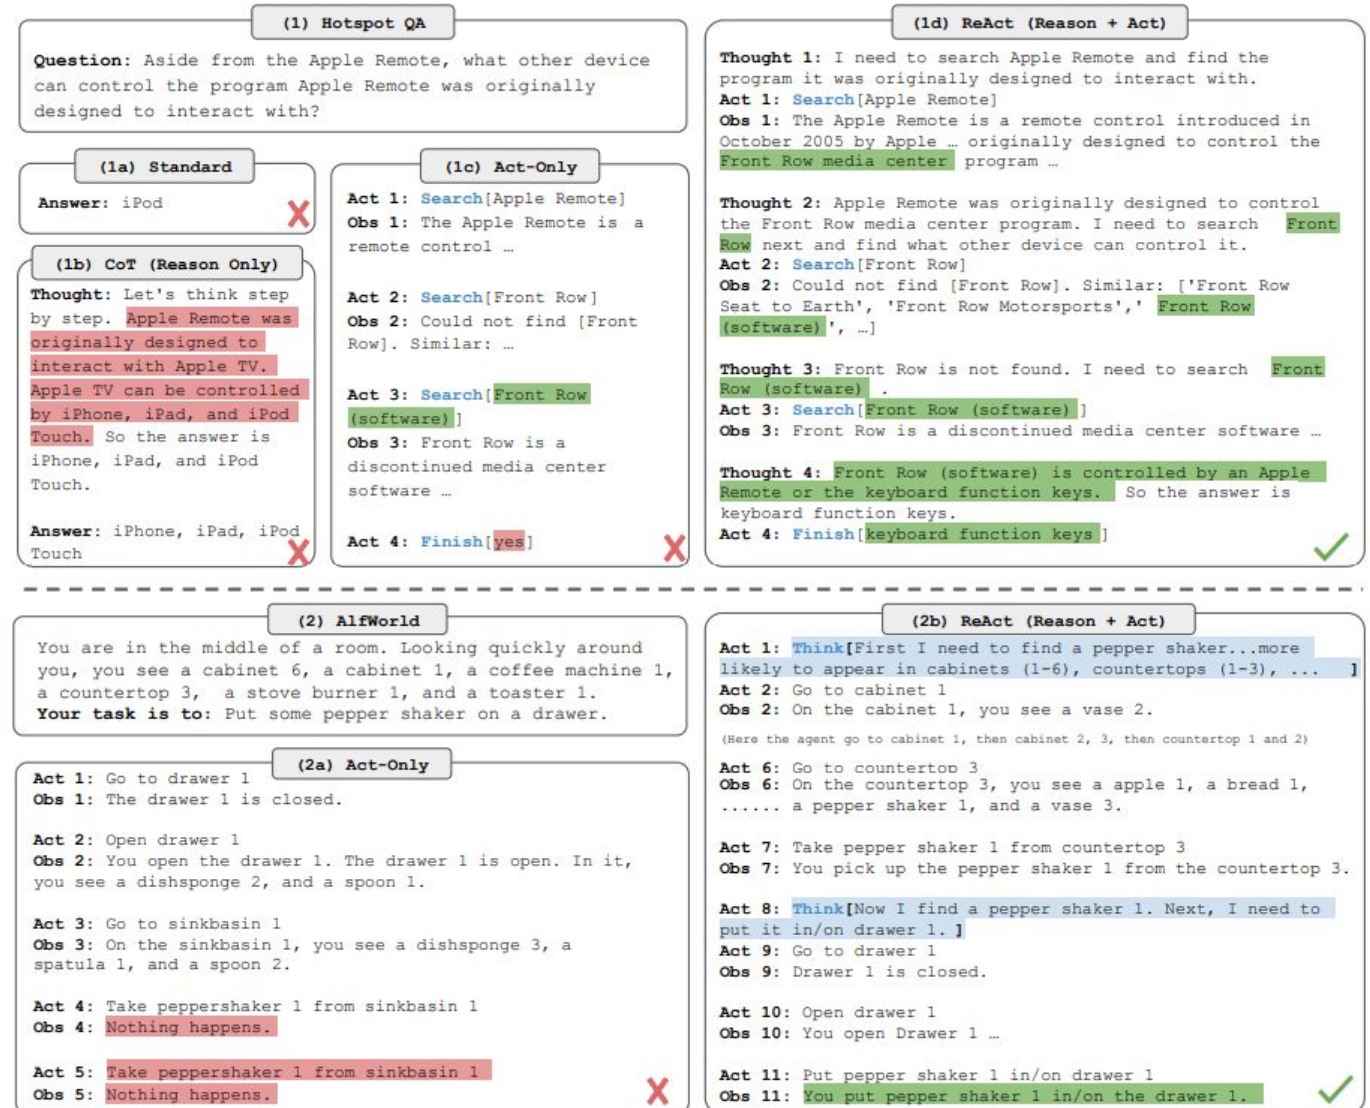 (1) Hotspot QA
Question: Aside from the Apple Remote, what other device
can control the program Apple Remote was originally
designed to interact with?
(1a) Standard
Answer: iPod
(1b) CoT (Reason Only)
Thought: Let's think step
by step. Apple Remote was
originally designed to
interact with Apple TV.
Apple TV can be controlled
by iPhone, iPad, and iPod
Touch. So the answer is
iPhone, iPad, and iPod
Touch.
Answer: iPhone, iPad, iPod
Touch
(1c) Act-Only
Act 1: Search[Apple Remote]
Obs 1: The Apple Remote is a
remote control …
Act 2: Search[Front Row]
Obs 2: Could not find [Front
Row]. Similar: …
Act 3: Search[Front Row
(software)]
Obs 3: Front Row is a
discontinued media center
software …
Act 4: Finish[yes]
(1d) ReAct (Reason + Act)
Thought 1: I need to search Apple Remote and find the
program it was originally designed to interact with.
Act 1: Search[Apple Remote]
Obs 1: The Apple Remote is a remote control introduced in
October 2005 by Apple … originally designed to control the
Front Row media center program …
Thought 2: Apple Remote was originally designed to control
the Front Row media center program. I need to search Front
Row next and find what other device can control it.
Act 2: Search[Front Row]
Obs 2: Could not find [Front Row]. Similar: ['Front Row
Seat to Earth', 'Front Row Motorsports',' Front Row
(software)', …]
Thought 3: Front Row is not found. I need to search Front
Row (software) .
Act 3: Search[Front Row (software) ]
Obs 3: Front Row is a discontinued media center software …
Thought 4: Front Row (software) is controlled by an Apple
Remote or the keyboard function keys. So the answer is
keyboard function keys.
Act 4: Finish[keyboard function keys ]
(2) AlfWorld
You are in the middle of a room. Looking quickly around
you, you see a cabinet 6, a cabinet 1, a coffee machine 1,
a countertop 3, a stove burner 1, and a toaster 1.
Your task is to: Put some pepper shaker on a drawer.
(2a) Act-Only
Act 1: Go to drawer 1
Obs 1: The drawer 1 is closed.
Act 2: Open drawer 1
Obs 2: You open the drawer 1. The drawer 1 is open. In it,
you see a dishsponge 2, and a spoon 1.
Act 3: Go to sinkbasin 1
Obs 3: On the sinkbasin 1, you see a dishsponge 3, a
spatula 1, and a spoon 2.
Act 4: Take peppershaker 1 from sinkbasin 1
Obs 4: Nothing happens.
Act 5: Take peppershaker 1 from sinkbasin 1
Obs 5: Nothing happens.
(2b) ReAct (Reason + Act)
Act 1: Think[First I need to find a pepper shaker...more
likely to appear in cabinets (1-6), countertops (1-3), ... ]
Act 2: Go to cabinet 1
Obs 2: On the cabinet 1, you see a vase 2.
(Here the agent go to cabinet 1, then cabinet 2, 3, then countertop 1 and 2)
Act 6: Go to countertop 3
Obs 6: On the countertop 3, you see a apple 1, a bread 1,
...... a pepper shaker 1, and a vase 3.
Act 7: Take pepper shaker 1 from countertop 3
Obs 7: You pick up the pepper shaker 1 from the countertop 3.
Act 8: Think[Now I find a pepper shaker 1. Next, I need to
put it in/on drawer 1. ]
Act 9: Go to drawer 1
Obs 9: Drawer 1 is closed.
Act 10: Open drawer 1
Obs 10: You open Drawer 1 …
Act 11: Put pepper shaker 1 in/on drawer 1
Obs 11: You put pepper shaker 1 in/on the drawer 1.